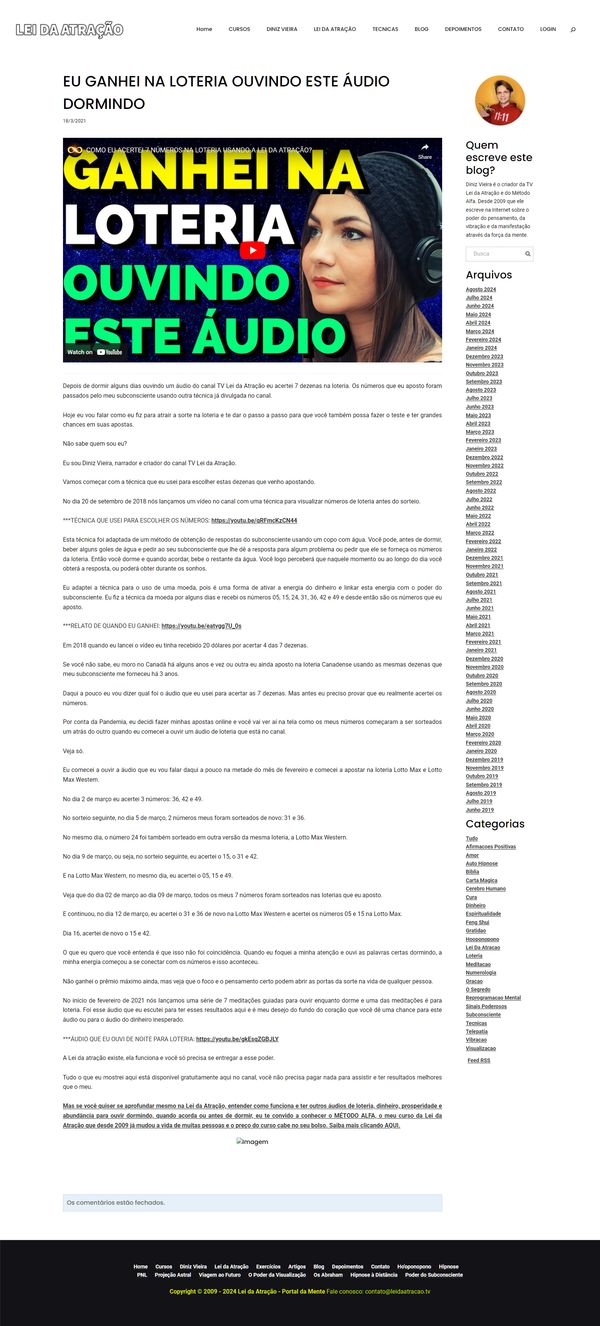 LEI DA ATRAÇÃO
Home CURSOS DINIZ VIEIRA LEI DA ATRAÇÃO TECNICAS BLOG DEPOIMENTOS CONTATO LOGIN
EU GANHEI NA LOTERIA OUVINDO ESTE ÁUDIO
DORMINDO
18/3/2021
COMO EU ACERTEI 7 NÚMEROS NA LOTERIA USANDO A LEI DA ATRAÇÃO?
Share
GANHEI NA
LOTERIA
OUVINDO
ESTE ÁUDIO
11:11
Watch on YouTube
Depois de dormir alguns dias ouvindo um áudio do canal TV Lei da Atração eu acertei 7 dezenas na loteria. Os números que eu aposto foram
passados pelo meu subconsciente usando outra técnica já divulgada no canal.
Hoje eu vou falar como eu fiz para atrair a sorte na loteria e te dar o passo a passo para que você também possa fazer o teste e ter grandes
chances em suas apostas.
Não sabe quem sou eu?
Eu sou Diniz Vieira, narrador e criador do canal TV Lei da Atração.
Vamos começar com a técnica que eu usei para escolher estas dezenas que venho apostando.
No dia 20 de setembro de 2018 nós lançamos um vídeo no canal com uma técnica para visualizar números de loteria antes do sorteio.
***TÉCNICA QUE USEI PARA ESCOLHER OS NÚMEROS: https://youtu.be/qRFmcKzCN44
Esta técnica foi adaptada de um método de obtenção de respostas do subconsciente usando um copo com água. Você pode, antes de dormir,
beber alguns goles de água e pedir ao seu subconsciente que lhe dê a resposta para algum problema ou pedir que ele se forneça os números
da loteria. Então você dorme e quando acordar, bebe o restante da água. Você logo perceberá que naquele momento ou ao longo do dia você
obterá a resposta, ou poderá obter durante os sonhos.
Eu adaptei a técnica para o uso de uma moeda, pois é uma forma de ativar a energia do dinheiro e linkar esta energia com o poder do
subconsciente. Eu fiz a técnica da moeda por alguns dias e recebi os números 05, 15, 24, 31, 36, 42 e 49 e desde então são os números que eu
aposto.
***RELATO DE QUANDO EU GANHEI: https://youtu.be/eatvgg7U_0s
Em 2018 quando eu lancei o vídeo eu tinha recebido 20 dólares por acertar 4 das 7 dezenas.
Se você não sabe, eu moro no Canadá há alguns anos e vez ou outra eu ainda aposto na loteria Canadense usando as mesmas dezenas que
meu subconsciente me forneceu há 3 anos.
Daqui a pouco eu vou dizer qual foi o áudio que eu usei para acertar as 7 dezenas. Mas antes eu preciso provar que eu realmente acertei os
números.
Por conta da Pandemia, eu decidi fazer minhas apostas online e você vai ver aí na tela como os meus números começaram a ser sorteados
um atrás do outro quando eu comecei a ouvir um áudio de loteria que está no canal.
Veja só.
Eu comecei a ouvir a áudio que eu vou falar daqui a pouco na metade do mês de fevereiro e comecei a apostar na loteria Lotto Max e Lotto
Max Western.
No dia 2 de março eu acertei 3 números: 36, 42 e 49.
No sorteio seguinte, no dia 5 de março, 2 números meus foram sorteados de novo: 31 e 36.
No mesmo dia, o número 24 foi também sorteado em outra versão da mesma loteria, a Lotto Max Western.
No dia 9 de março, ou seja, no sorteio seguinte, eu acertei o 15, o 31 e 42.
E na Lotto Max Western, no mesmo dia, eu acertei o 05, 15 e 49.
Veja que do dia 02 de março ao dia 09 de março, todos os meus 7 números foram sorteados nas loterias que eu aposto.
E continuou, no dia 12 de março, eu acertei o 31 e 36 de novo na Lotto Max Western e acertei os números 05 e 15 na Lotto Max.
Dia 16, acertei de novo o 15 e 42.
O que eu quero que você entenda é que isso não foi coincidência. Quando eu foquei a minha atenção e ouvi as palavras certas dormindo, a
minha energia começou a se conectar com os números e isso aconteceu.
Não ganhei o prêmio máximo ainda, mas veja que o foco e o pensamento certo podem abrir as portas da sorte na vida de qualquer pessoa.
No início de fevereiro de 2021 nós lançamos uma série de 7 meditações guiadas para ouvir enquanto dorme e uma das meditações é para
loteria. Foi esse áudio que eu escutei para ter esses resultados aqui e é meu desejo do fundo do coração que você dê uma chance para este
áudio ou para o áudio do dinheiro inesperado.
***ÁUDIO QUE EU OUVI DE NOITE PARA LOTERIA: https://youtu.be/gkEsqZGBJLY
A Lei da atração existe, ela funciona e você só precisa se entregar a esse poder.
Tudo o que eu mostrei aqui está disponível gratuitamente aqui no canal, você não precisa pagar nada para assistir e ter resultados melhores
que o meu.
Mas se você quiser se aprofundar mesmo na Lei da Atração, entender como funciona e ter outros áudios de loteria, dinheiro, prosperidade e
abundância para ouvir dormindo, quando acorda ou antes de dormir, eu te convido a conhecer o MÉTODO ALFA, o meu curso da Lei da
Atração que desde 2009 já mudou a vida de muitas pessoas e o preço do curso cabe no seu bolso. Saiba mais clicando AQUI.
Imagem
Os comentários estão fechados.
Quem
escreve este
blog?
Diniz Vieira é o criador da TV
Lei da Atração e do Método
Alfa. Desde 2009 que ele
escreve na Internet sobre o
poder do pensamento, da
vibração e da manifestação
através da força da mente.
Busca
Arquivos
Agosto 2024
Julho 2024
Junho 2024
Maio 2024
Abril 2024
Março 2024
Fevereiro 2024
Janeiro 2024
Dezembro 2023
Novembro 2023
Outubro 2023
Setembro 2023
Agosto 2023
Julho 2023
Junho 2023
Maio 2023
Abril 2023
Março 2023
Fevereiro 2023
Janeiro 2023
Dezembro 2022
Novembro 2022
Outubro 2022
Setembro 2022
Agosto 2022
Julho 2022
Junho 2022
Maio 2022
Abril 2022
Março 2022
Fevereiro 2022
Janeiro 2022
Dezembro 2021
Novembro 2021
Outubro 2021
Setembro 2021
Agosto 2021
Julho 2021
Junho 2021
Maio 2021
Abril 2021
Março 2021
Fevereiro 2021
Janeiro 2021
Dezembro 2020
Novembro 2020
Outubro 2020
Setembro 2020
Agosto 2020
Julho 2020
Junho 2020
Maio 2020
Abril 2020
Março 2020
Fevereiro 2020
Janeiro 2020
Dezembro 2019
Novembro 2019
Outubro 2019
Setembro 2019
Agosto 2019
Julho 2019
Junho 2019
Categorias
Tudo
Afirmacoes Positivas
Amor
Auto Hipnose
Biblia
Carta Magica
Cerebro Humano
Cura
Dinheiro
Espiritualidade
Feng Shui
Gratidao
Hooponopono
Lei Da Atracao
Loteria
Meditacao
Numerologia
Oracao
O Segredo
Reprogramacao Mental
Sinais Poderosos
Subconsciente
Tecnicas
Telepatia
Vibracao
Visualizacao
Feed RSS
Home Cursos Diniz Vieira Lei da Atração Exercícios Artigos Blog Depoimentos Contato Ho'oponopono Hipnose
PNL Projeção Astral Viagem ao Futuro O Poder da Visualização Os Abraham Hipnose à Distância Poder do Subconsciente
Copyright © 2009 - 2024 Lei da Atração - Portal da Mente Fale conosco: contato@leidaatracao.tv